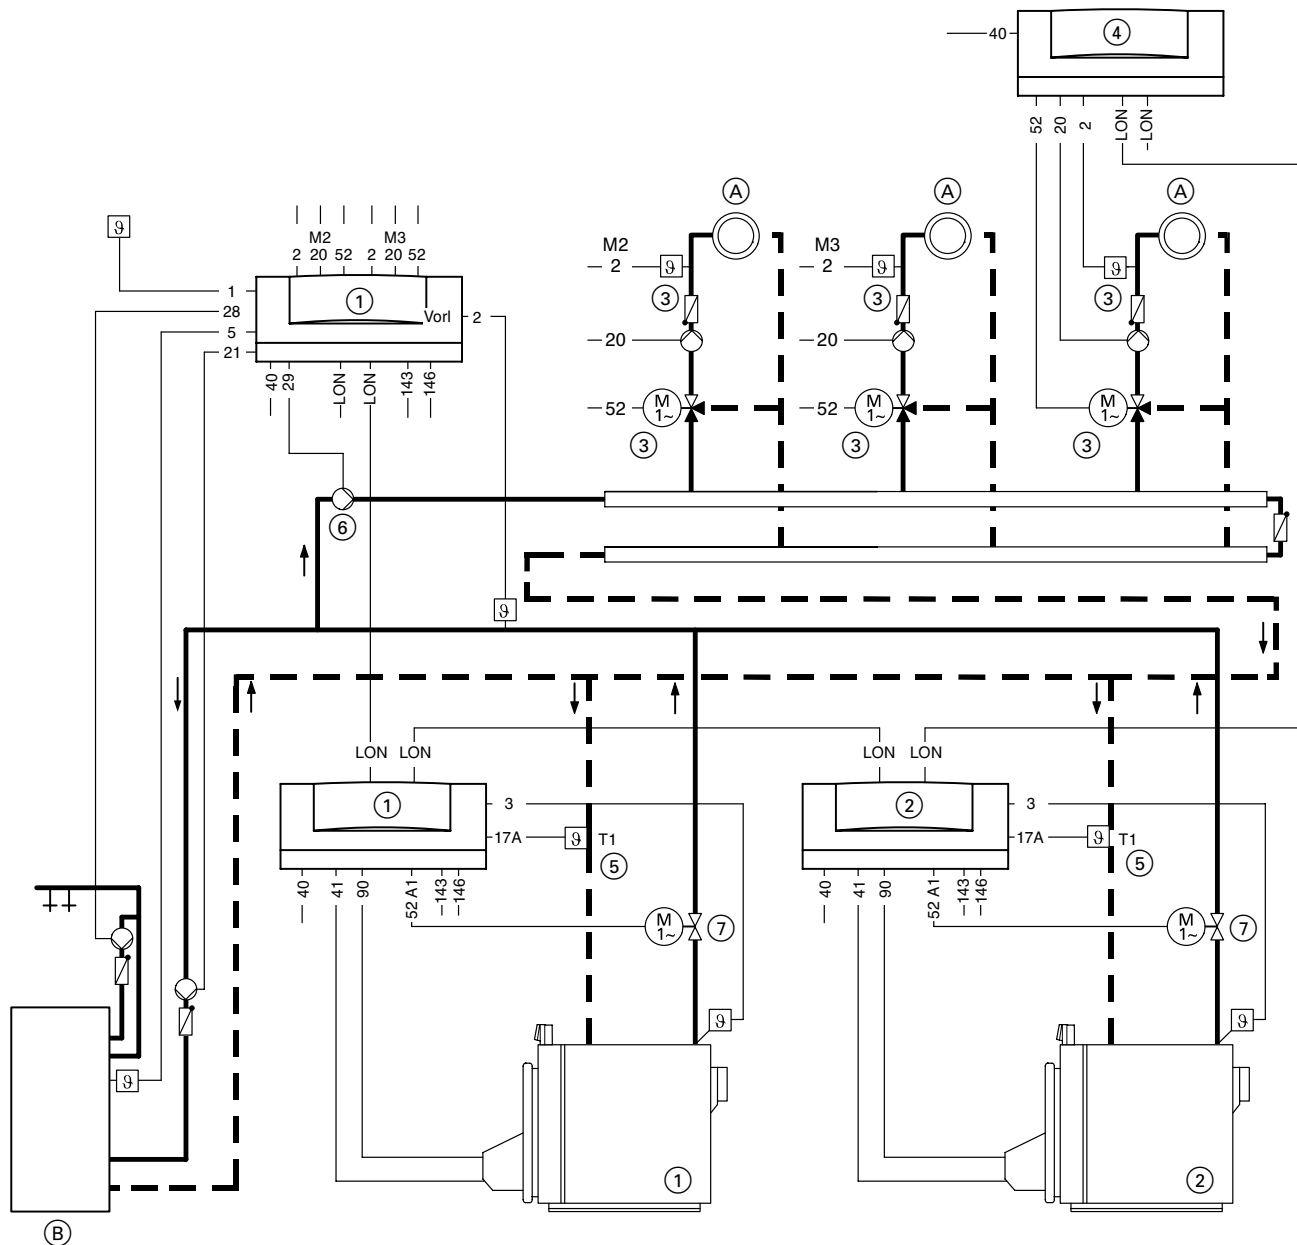 40 ④
52 20 2 LON -LON
Ⓐ Ⓐ Ⓐ
ϑ
M2 M3
2 20 52 2 20 52
1 ① Vorl 2
28
5
21
40 29 -LON LON 143 146
M2 M3
2 ϑ 2 ϑ ϑ
③ ③ ③
20 20
52 M 1~ 52 M 1~ M 1~
③ ③ ③
⑥
ϑ
LON LON LON LON
① 3 ② 3
17A ϑ T1 17A ϑ T1
⑤ ⑤
40 41 90 52 A1 -143 -146 40 41 90 52 A1 -143 -146
M 1~ ⑦ M 1~ ⑦
ϑ ϑ
ϑ
① ②
Ⓑ